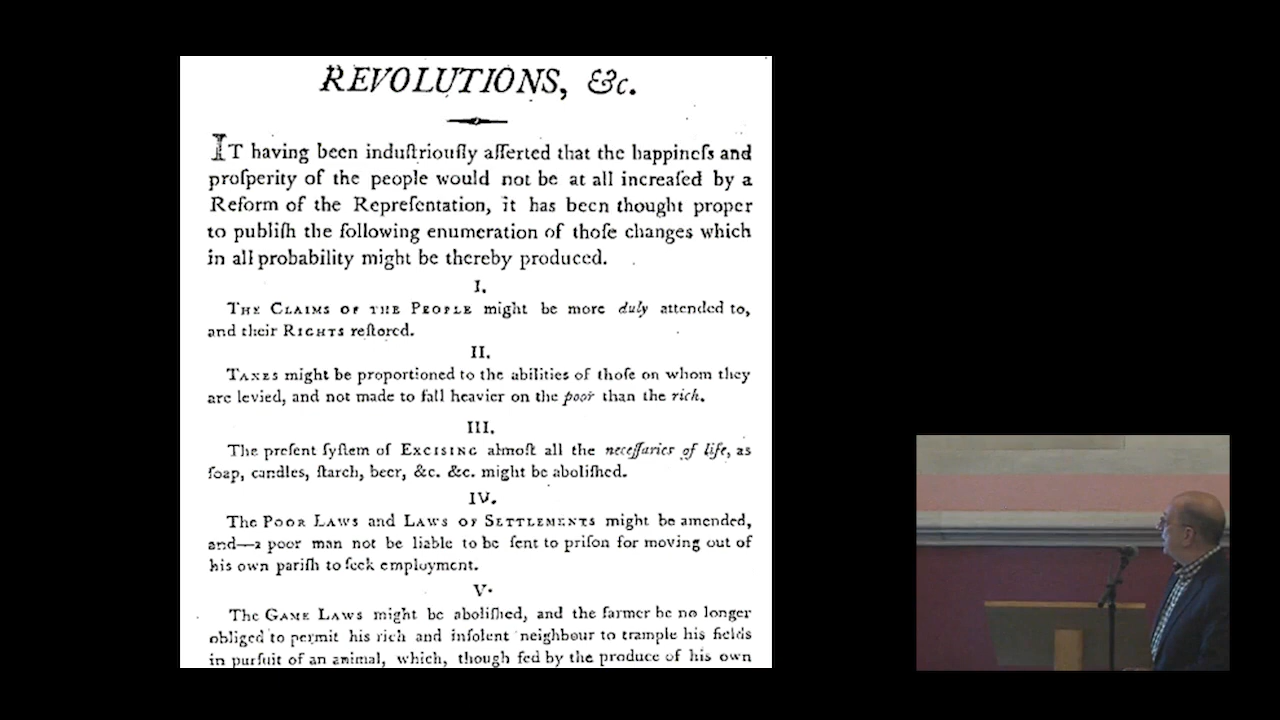 REVOLUTIONS, &c.
IT having been induſtriouſly aſſerted that the happineſs and
proſperity of the people would not be at all increaſed by a
Reform of the Repreſentation, it has been thought proper
to publiſh the following enumeration of thoſe changes which
in all probability might be thereby produced.
I.
THE CLAIMS OF THE PEOPLE might be more duly attended to,
and their RIGHTS reſtored.
II.
TAXES might be proportioned to the abilities of thoſe on whom they
are levied, and not made to fall heavier on the poor than the rich.
III.
The preſent ſyſtem of EXCISING almoſt all the neceſſaries of life, as
ſoap, candles, ſtarch, beer, &c. &c. might be aboliſhed.
IV.
The POOR LAWS and LAWS OF SETTLEMENTS might be amended,
and—a poor man not be liable to be ſent to priſon for moving out of
his own pariſh to ſeek employment.
V.
The GAME LAWS might be aboliſhed, and the farmer be no longer
obliged to permit his rich and inſolent neighbour to trample his fields
in purſuit of an animal, which, though fed by the produce of his own